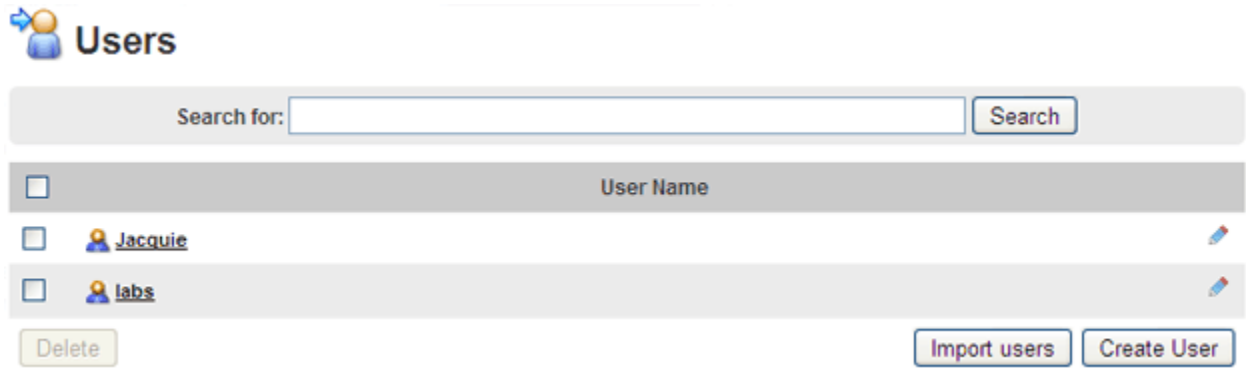 Users
Search for: Search
User Name
Jacquie
labs
Delete Import users Create User